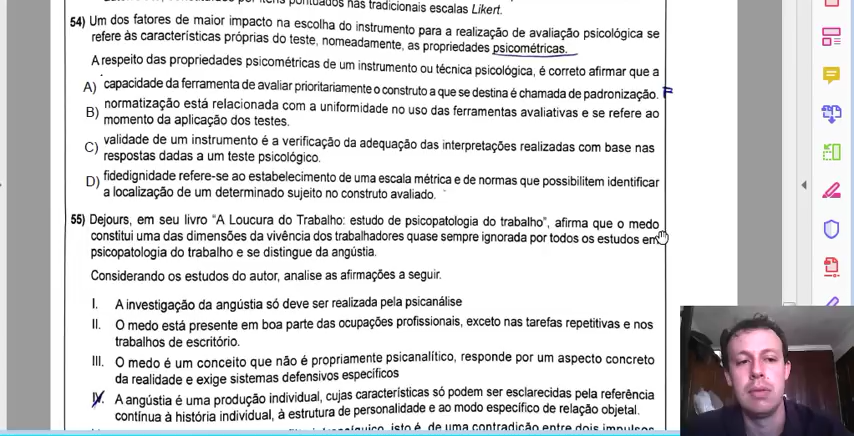 nos tradicionais escalas Likert.
54) Um dos fatores de maior impacto na escolha do instrumento para a realização de avaliação psicológica se
refere às características próprias do teste, nomeadamente, as propriedades psicométricas.
A respeito das propriedades psicométricas de um instrumento ou técnica psicológica, é correto afirmar que a
A) capacidade da ferramenta de avaliar prioritariamente o construto a que se destina é chamada de padronização. F
B) normatização está relacionada com a uniformidade no uso das ferramentas avaliativas e se refere ao
momento da aplicação dos testes.
C) validade de um instrumento é a verificação da adequação das interpretações realizadas com base nas
respostas dadas a um teste psicológico.
D) fidedignidade refere-se ao estabelecimento de uma escala métrica e de normas que possibilitem identificar
a localização de um determinado sujeito no construto avaliado.
55) Dejours, em seu livro "A Loucura do Trabalho: estudo de psicopatologia do trabalho", afirma que o medo
constitui uma das dimensões da vivência dos trabalhadores quase sempre ignorada por todos os estudos em
psicopatologia do trabalho e se distingue da angústia.
Considerando os estudos do autor, analise as afirmações a seguir.
I. A investigação da angústia só deve ser realizada pela psicanálise
II. O medo está presente em boa parte das ocupações profissionais, exceto nas tarefas repetitivas e nos
trabalhos de escritório.
III. O medo é um conceito que não é propriamente psicanalítico, responde por um aspecto concreto
da realidade e exige sistemas defensivos específicos
IV. A angústia é uma produção individual, cujas características só podem ser esclarecidas pela referência
contínua à história individual, à estrutura de personalidade e ao modo específico de relação objetal.
isto é, de uma contradição entre dois impulsos